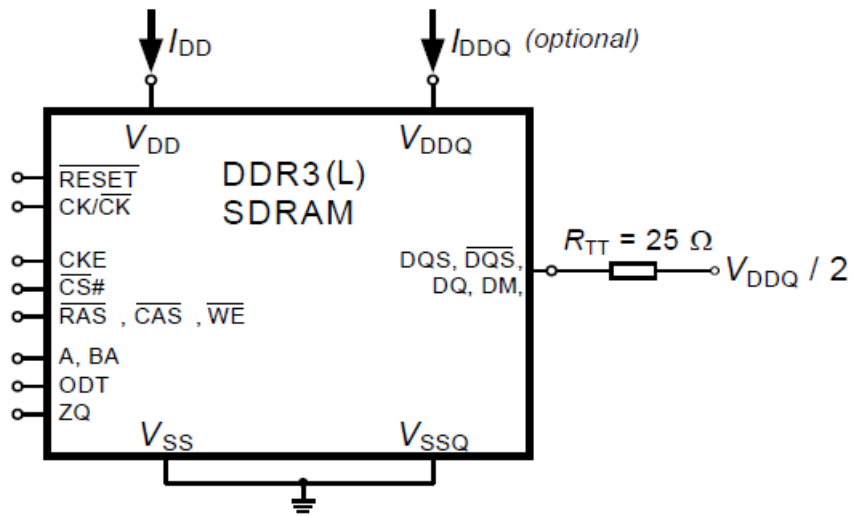 IDD
IDDQ (optional)
VDD
VDDQ
RESET
DDR3(L)
CK/CK
SDRAM
RTT = 25 Ω
CKE
DQS, DQS,
VDDQ / 2
CS#
DQ, DM,
RAS , CAS , WE
A, BA
ODT
ZQ
VSS
VSSQ